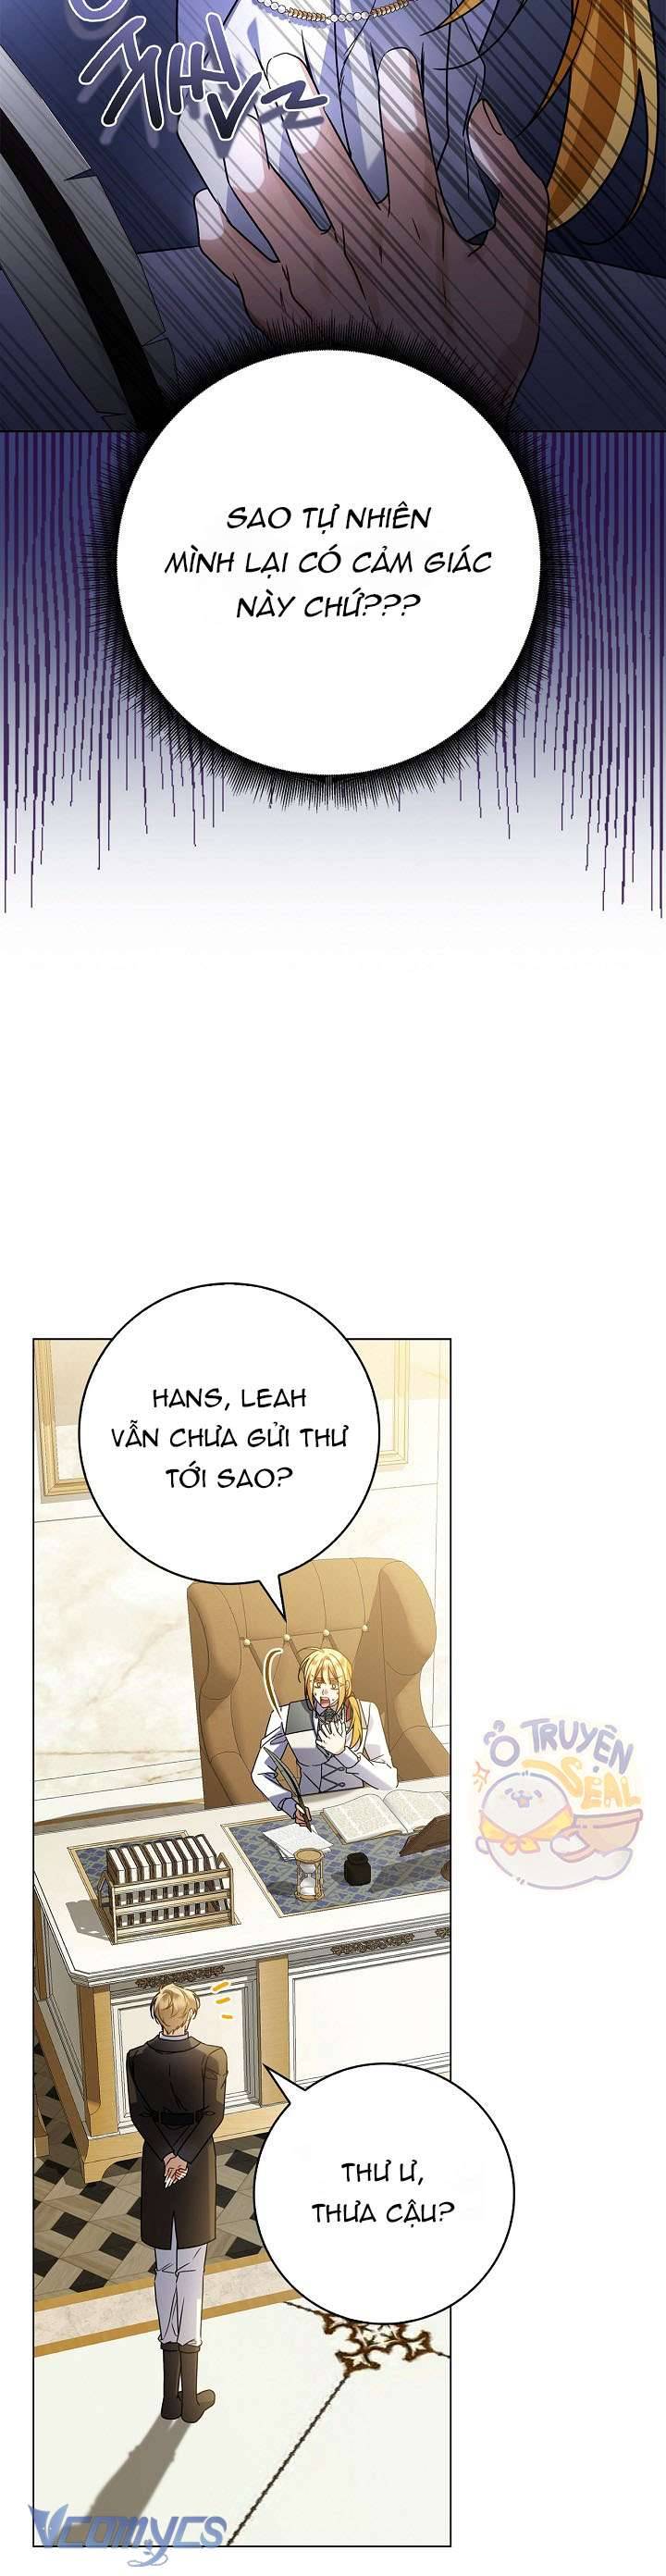 SAO TỰ NHIÊN
MÌNH LẠI CÓ CẢM GIÁC
NÀY CHỨ???
HANS, LEAH
VẪN CHƯA GỬI THƯ
TỚI SAO?
Ổ TRUYỆN
SEAL
THƯ Ư,
THƯA CẬU?
Vcomycs